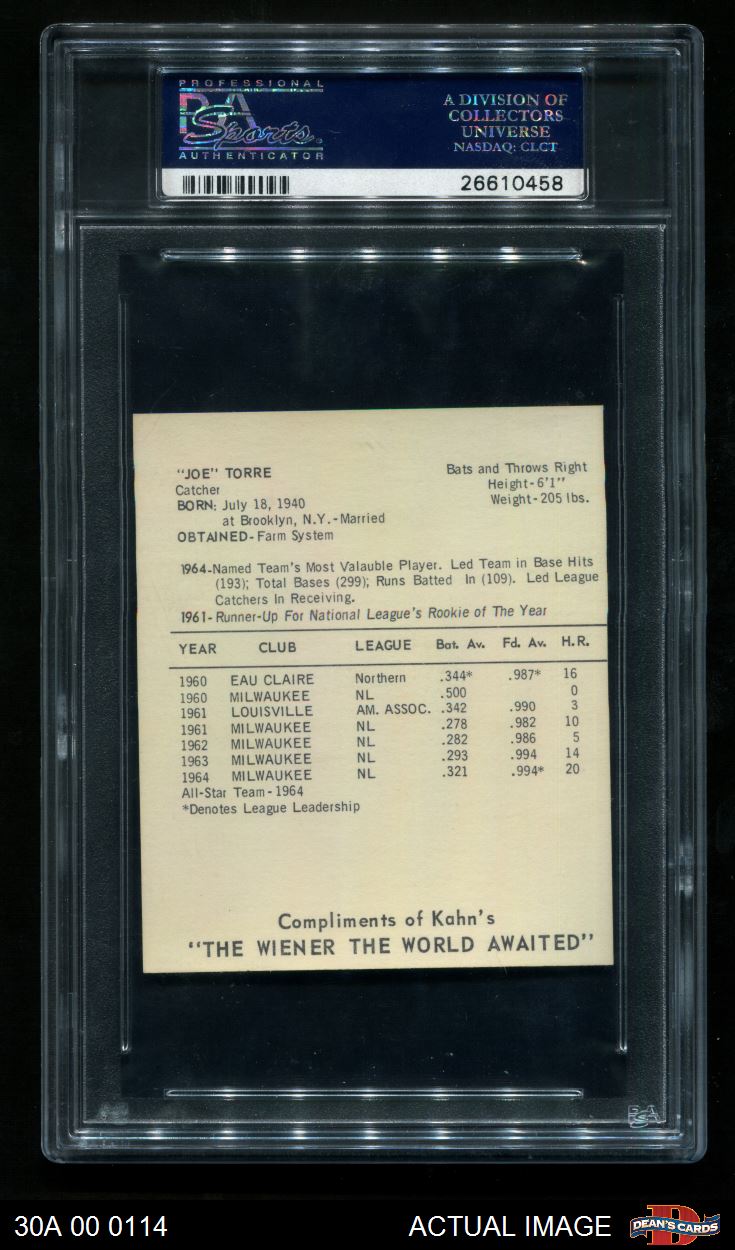 PROFESSIONAL
PSA
Sports
AUTHENTICATOR
A DIVISION OF
COLLECTORS
UNIVERSE
NASDAQ: CLCT
26610458
"JOE" TORRE
Catcher
BORN: July 18, 1940
at Brooklyn, N.Y.-Married
OBTAINED-Farm System
Bats and Throws Right
Height-6'1"
Weight-205 lbs.
1964-Named Team's Most Valauble Player. Led Team in Base Hits
(193); Total Bases (299); Runs Batted In (109). Led League
Catchers In Receiving.
1961-Runner-Up For National League's Rookie of The Year
YEAR CLUB LEAGUE Bat. Av. Fd. Av. H.R.
1960 EAU CLAIRE Northern .344* .987* 16
1960 MILWAUKEE NL .500 0
1961 LOUISVILLE AM. ASSOC. .342 .990 3
1961 MILWAUKEE NL .278 .982 10
1962 MILWAUKEE NL .282 .986 5
1963 MILWAUKEE NL .293 .994 14
1964 MILWAUKEE NL .321 .994* 20
All-Star Team-1964
*Denotes League Leadership
Compliments of Kahn's
"THE WIENER THE WORLD AWAITED"
PSA
30A 00 0114
ACTUAL IMAGE
DEAN'S CARDS